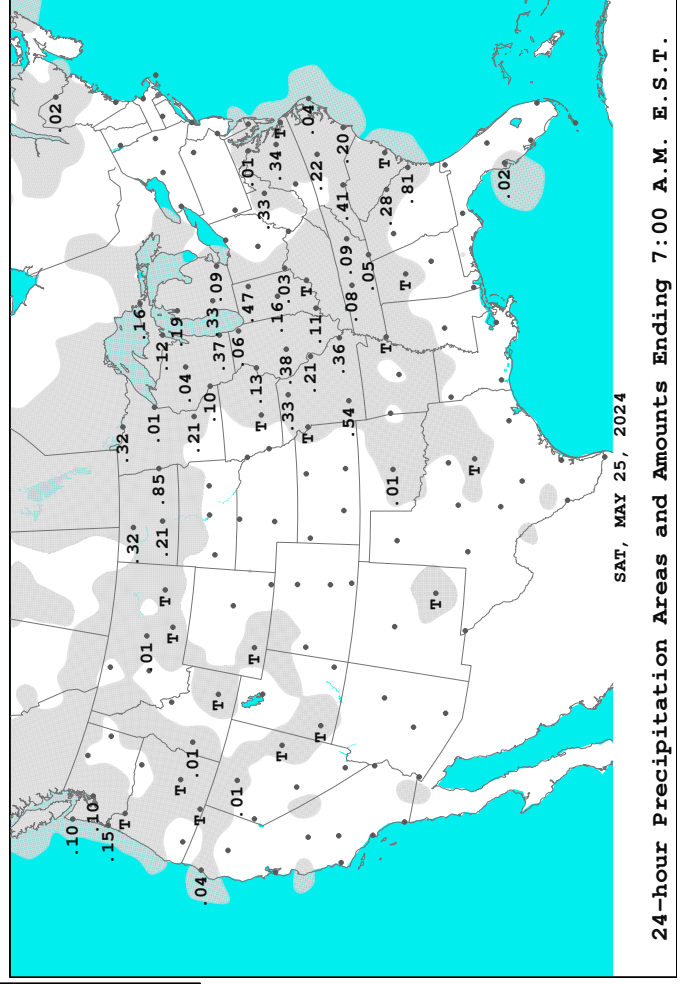 .02
.10
.10
.15
.32
T
.32
.16
.01
.01
.21 .85 .12
T
T .19
T .04
.01 .21
.04 T
.10 .33 .09
T .37
.01 .06
.47 .01
T .13
T .33
.16 .34 T
T .38 .03
.33
T T
T .21 .04
T .11 .22
.36
.54 .09 .41 .20
.08
.05
T .28 T
.01 T .81
T
T
.02
SAT, MAY 25, 2024
24-hour Precipitation Areas and Amounts Ending 7:00 A.M. E.S.T.